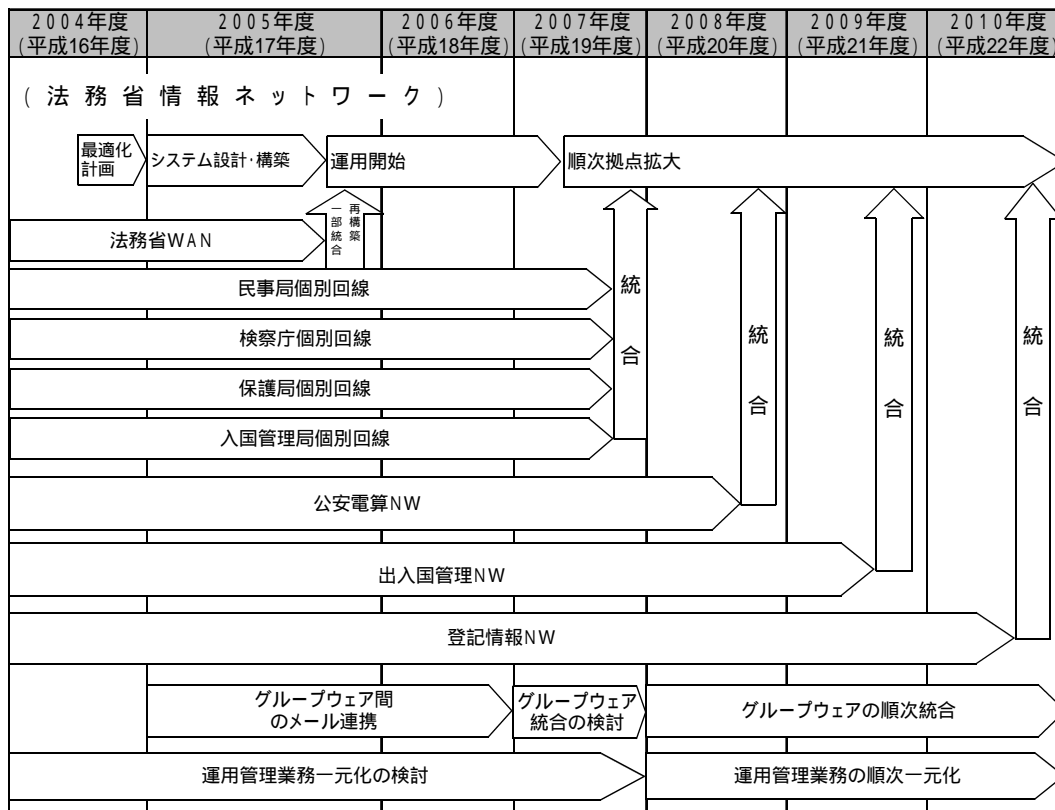 2004年度 2005年度 2006年度 2007年度 2008年度 2009年度 2010年度
(平成16年度) (平成17年度) (平成18年度) (平成19年度) (平成20年度) (平成21年度) (平成22年度)
(法務省情報ネットワーク)
最適化
計画
システム設計・構築
運用開始
順次拠点拡大
再構築
一部統合
法務省WAN
民事局個別回線
検察庁個別回線
保護局個別回線
入国管理局個別回線
統合
公安電算NW
統合
出入国管理NW
統合
登記情報NW
統合
グループウェア間
のメール連携
グループウェア
統合の検討
グループウェアの順次統合
運用管理業務一元化の検討
運用管理業務の順次一元化